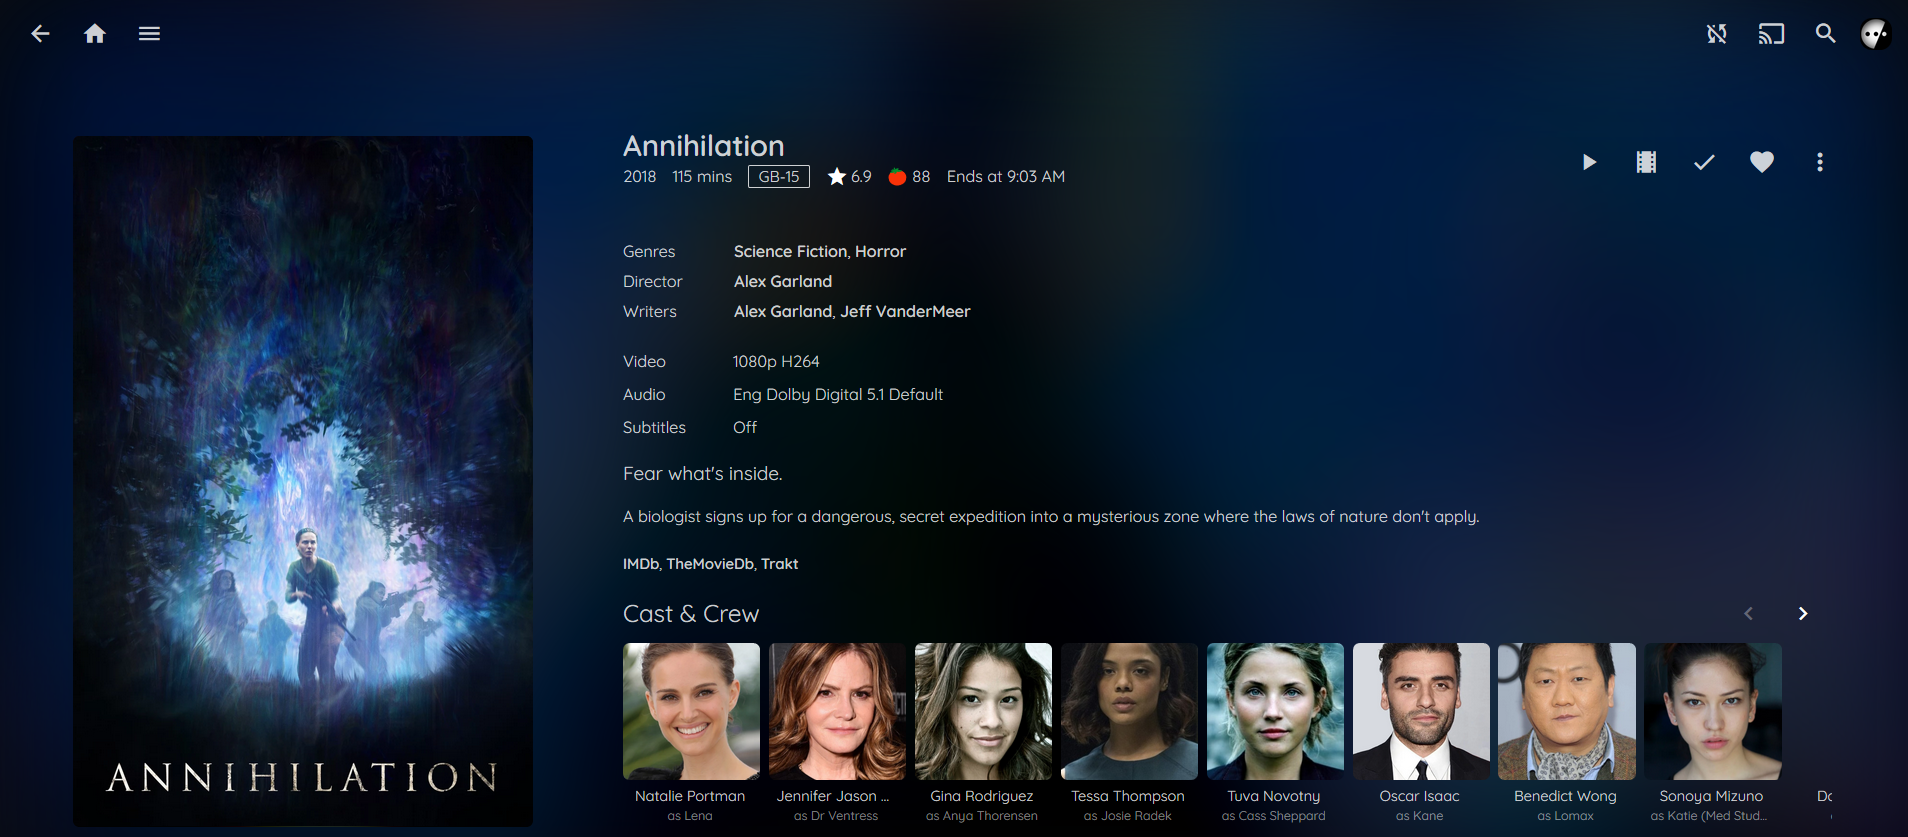 Annihilation
2018 115 mins GB-15 6.9 88 Ends at 9:03 AM
Genres Science Fiction, Horror
Director Alex Garland
Writers Alex Garland, Jeff VanderMeer
Video 1080p H264
Audio Eng Dolby Digital 5.1 Default
Subtitles Off
Fear what's inside.
A biologist signs up for a dangerous, secret expedition into a mysterious zone where the laws of nature don't apply.
IMDb, TheMovieDb, Trakt
Cast & Crew
Natalie Portman
as Lena
Jennifer Jason ...
as Dr Ventress
Gina Rodriguez
as Anya Thorensen
Tessa Thompson
as Josie Radek
Tuva Novotny
as Cass Sheppard
Oscar Isaac
as Kane
Benedict Wong
as Lomax
Sonoya Mizuno
as Katie (Med Stud...
ANNIHILATION